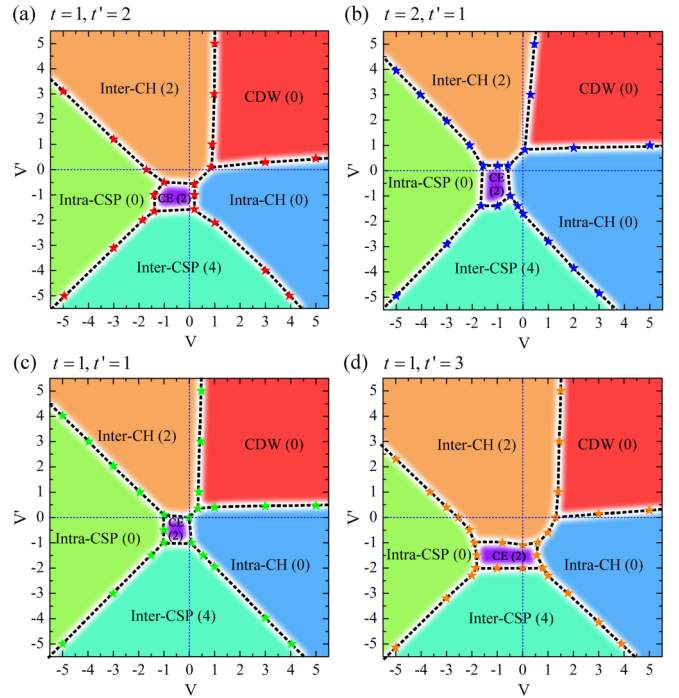 (a) t=1, t'=2
5
4
3
2
1
0
-1
-2
-3
-4
-5
V'
Inter-CH (2)
CDW (0)
Intra-CSP (0)
CE (2)
Intra-CH (0)
Inter-CSP (4)
-5 -4 -3 -2 -1 0 1 2 3 4 5
V
(b) t=2, t'=1
5
4
3
2
1
0
-1
-2
-3
-4
-5
V'
Inter-CH (2)
CDW (0)
Intra-CSP (0)
CE
(2)
Intra-CH (0)
Inter-CSP (4)
-5 -4 -3 -2 -1 0 1 2 3 4 5
V
(c) t=1, t'=1
5
4
3
2
1
0
-1
-2
-3
-4
-5
V'
Inter-CH (2)
CDW (0)
CE
(2)
Intra-CSP (0)
Intra-CH (0)
Inter-CSP (4)
-5 -4 -3 -2 -1 0 1 2 3 4 5
V
(d) t=1, t'=3
5
4
3
2
1
0
-1
-2
-3
-4
-5
V'
Inter-CH (2)
CDW (0)
Intra-CSP (0)
CE (2)
Intra-CH (0)
Inter-CSP (4)
-5 -4 -3 -2 -1 0 1 2 3 4 5
V